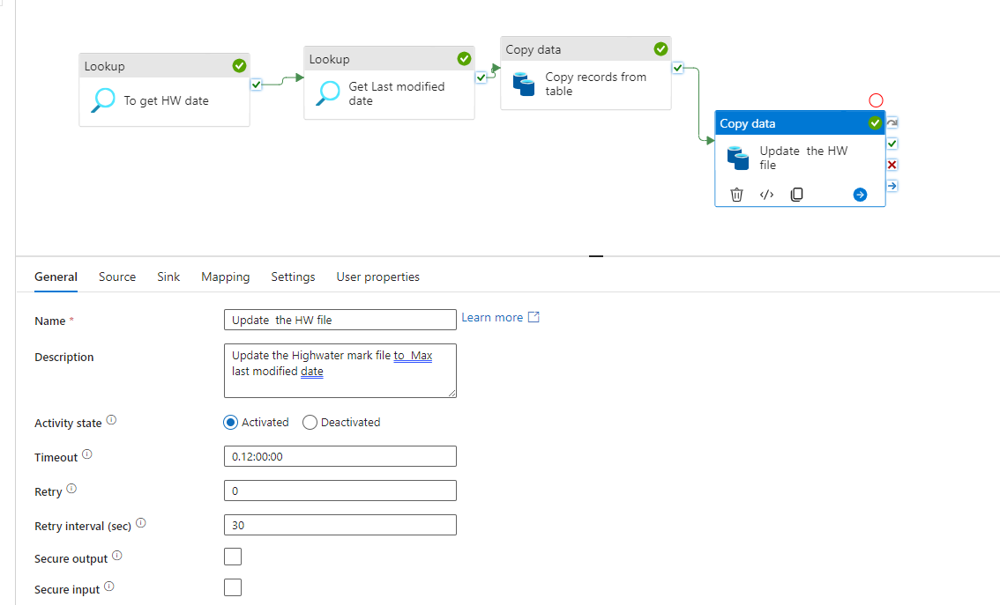 Lookup
To get HW date
Lookup
Get Last modified
date
Copy data
Copy records from
table
Copy data
Update  the HW
file
General
Source
Sink
Mapping
Settings
User properties
Name *
Update  the HW file
Learn more
Description
Update the Highwater mark file to  Max
last modified date
Activity state
Activated
Deactivated
Timeout
0.12:00:00
Retry
0
Retry interval (sec)
30
Secure output
Secure input